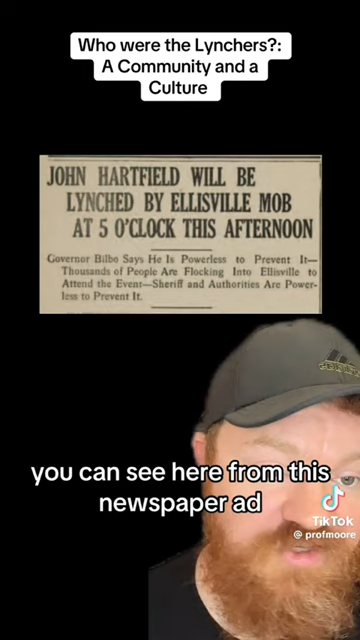 Who were the Lynchers?:
A Community and a
Culture
JOHN HARTFIELD WILL BE
LYNCHED BY ELLISVILLE MOB
AT 5 O'CLOCK THIS AFTERNOON
Governor Bilbo Says He Is Powerless to Prevent It—
Thousands of People Are Flocking Into Ellisville to
Attend the Event—Sheriff and Authorities Are Power-
less to Prevent It.
you can see here from this
newspaper ad
TikTok
@ profmoore